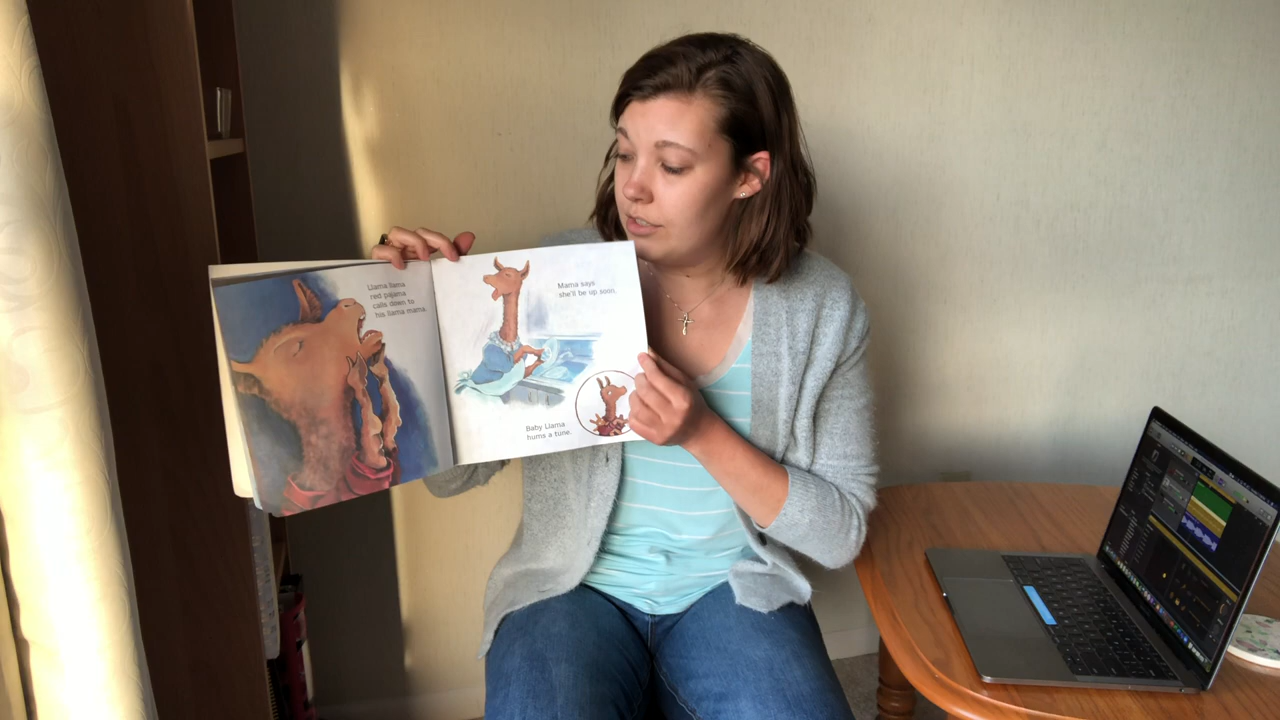 Llama llama
red pajama
calls down to
his llama mama.
Mama says
she'll be up soon.
Baby Llama
hums a tune.